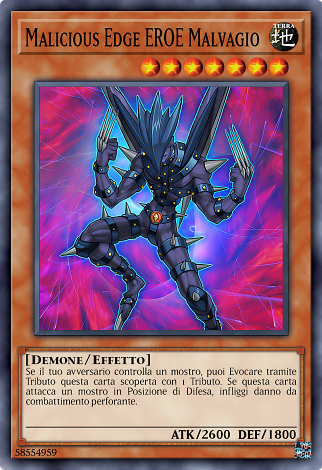 Malicious Edge EROE Malvagio
TERRA
地
[Demone/Effetto]
Se il tuo avversario controlla un mostro, puoi Evocare tramite
Tributo questa carta scoperta con 1 Tributo. Se questa carta
attacca un mostro in Posizione di Difesa, infliggi danno da
combattimento perforante.
ATK/2600 DEF/1800
58554959